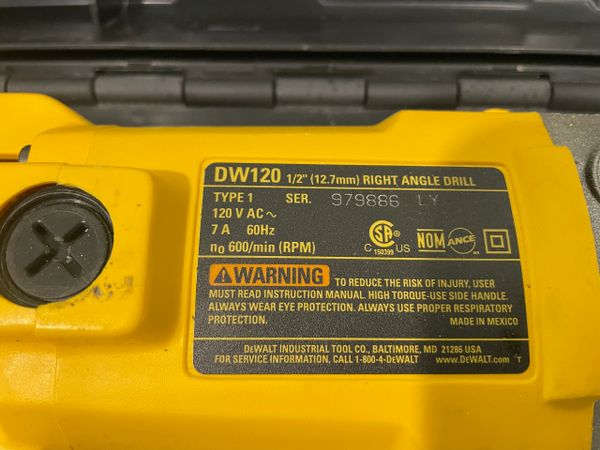 DW120 1/2" (12.7mm) RIGHT ANGLE DRILL
TYPE 1 SER. 979886 LY
120 V AC ~
7 A 60Hz
n₀ 600/min (RPM)
C SA US
150399
NOM ANCE
WARNING TO REDUCE THE RISK OF INJURY, USER
MUST READ INSTRUCTION MANUAL. HIGH TORQUE-USE SIDE HANDLE.
ALWAYS WEAR EYE PROTECTION. ALWAYS USE PROPER RESPIRATORY
PROTECTION.
MADE IN MEXICO
DEWALT INDUSTRIAL TOOL CO., BALTIMORE, MD 21286 USA
FOR SERVICE INFORMATION, CALL 1-800-4-DEWALT www.DEWALT.com